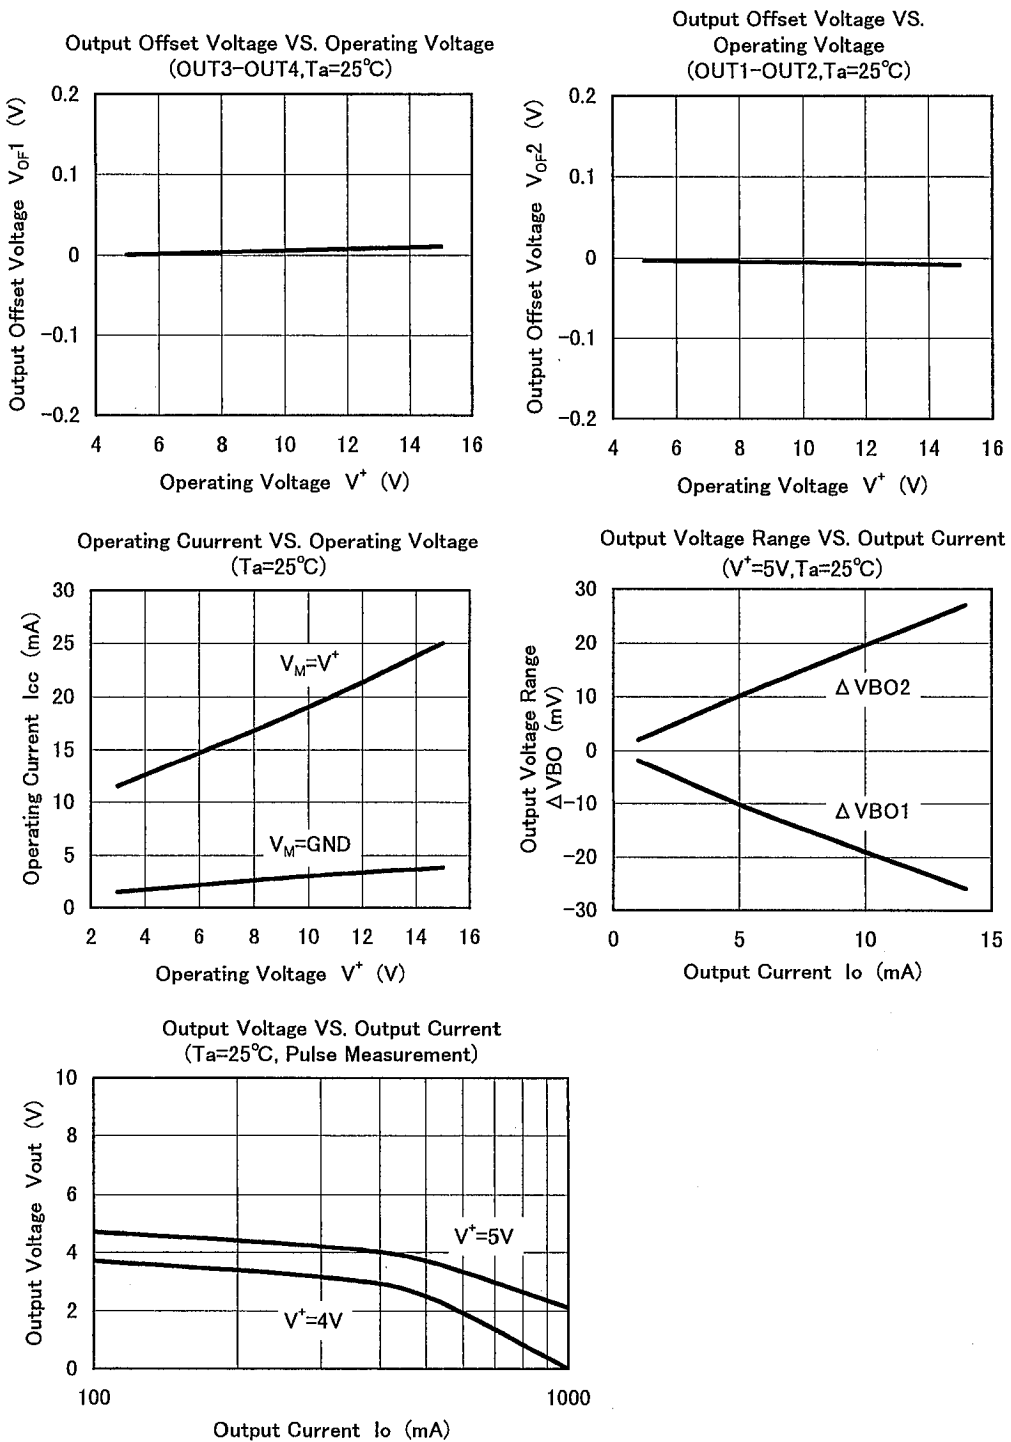 Output Offset Voltage VS. Operating Voltage
(OUT3-OUT4,Ta=25℃)
Output Offset Voltage V_OF1 (V)
0.2
0.1
0
-0.1
-0.2
4 6 8 10 12 14 16
Operating Voltage V⁺ (V)
Output Offset Voltage VS.
Operating Voltage
(OUT1-OUT2,Ta=25℃)
Output Offset Voltage V_OF2 (V)
0.2
0.1
0
-0.1
-0.2
4 6 8 10 12 14 16
Operating Voltage V⁺ (V)
Operating Cuurrent VS. Operating Voltage
(Ta=25℃)
Operating Current Icc (mA)
30
25
20
15
10
5
0
V_M=V⁺
V_M=GND
2 4 6 8 10 12 14 16
Operating Voltage V⁺ (V)
Output Voltage Range VS. Output Current
(V⁺=5V,Ta=25℃)
Output Voltage Range
ΔVBO (mV)
30
20
10
0
-10
-20
-30
ΔVBO2
ΔVBO1
0 5 10 15
Output Current Io (mA)
Output Voltage VS. Output Current
(Ta=25℃, Pulse Measurement)
Output Voltage Vout (V)
10
8
6
4
2
0
V⁺=5V
V⁺=4V
100 1000
Output Current Io (mA)